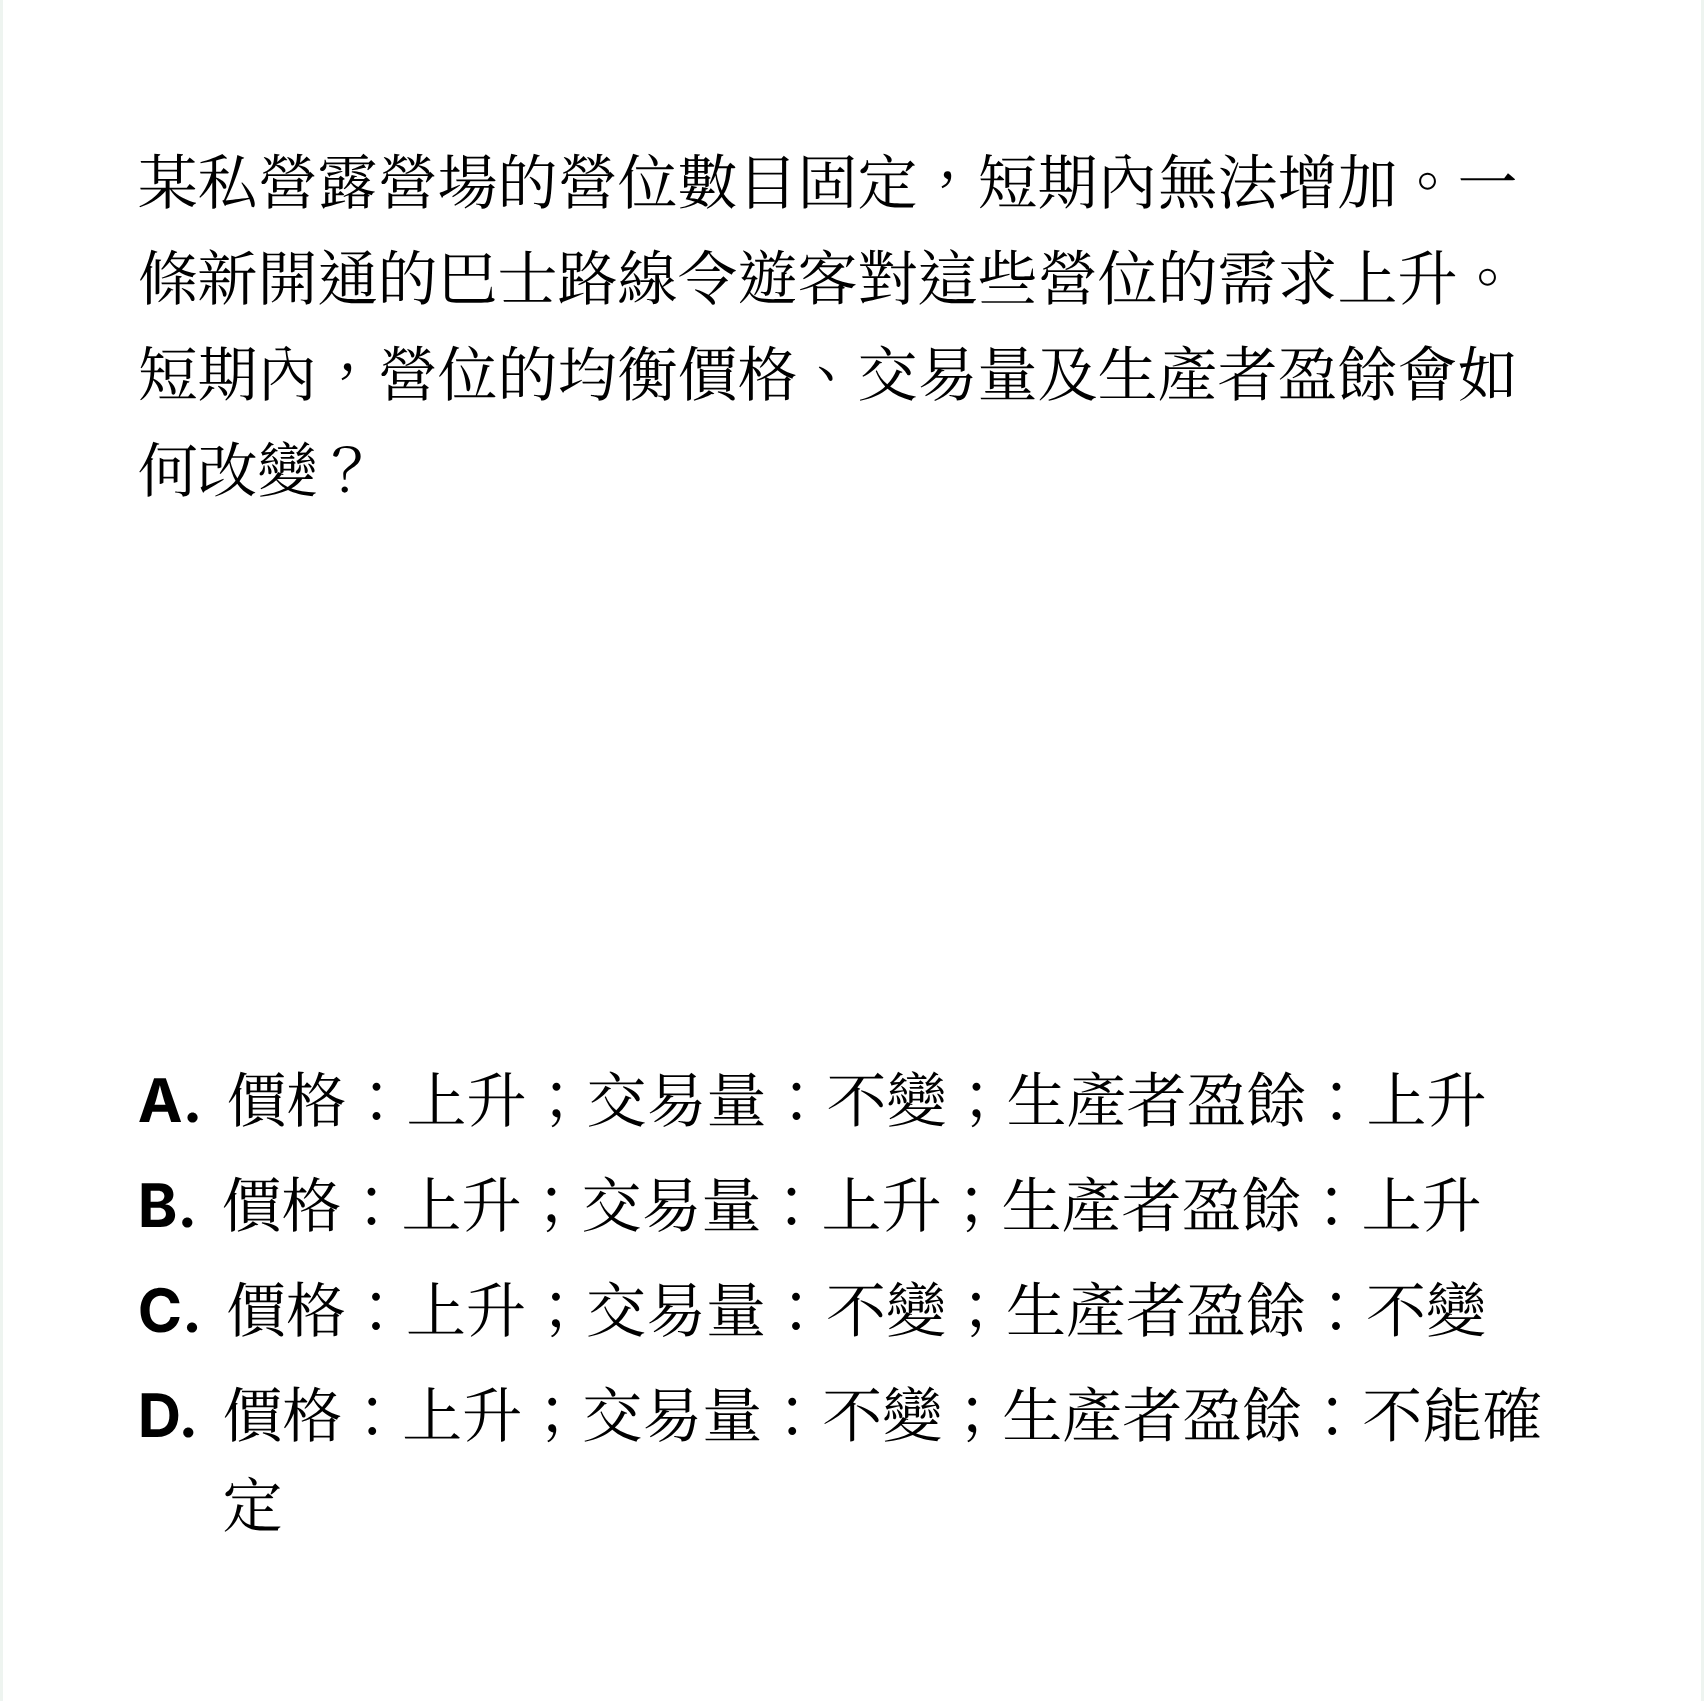 某私營露營場的營位數目固定，短期內無法增加。一
條新開通的巴士路線令遊客對這些營位的需求上升。
短期內，營位的均衡價格、交易量及生產者盈餘會如
何改變？
A. 價格：上升；交易量：不變；生產者盈餘：上升
B. 價格：上升；交易量：上升；生產者盈餘：上升
C. 價格：上升；交易量：不變；生產者盈餘：不變
D. 價格：上升；交易量：不變；生產者盈餘：不能確
定